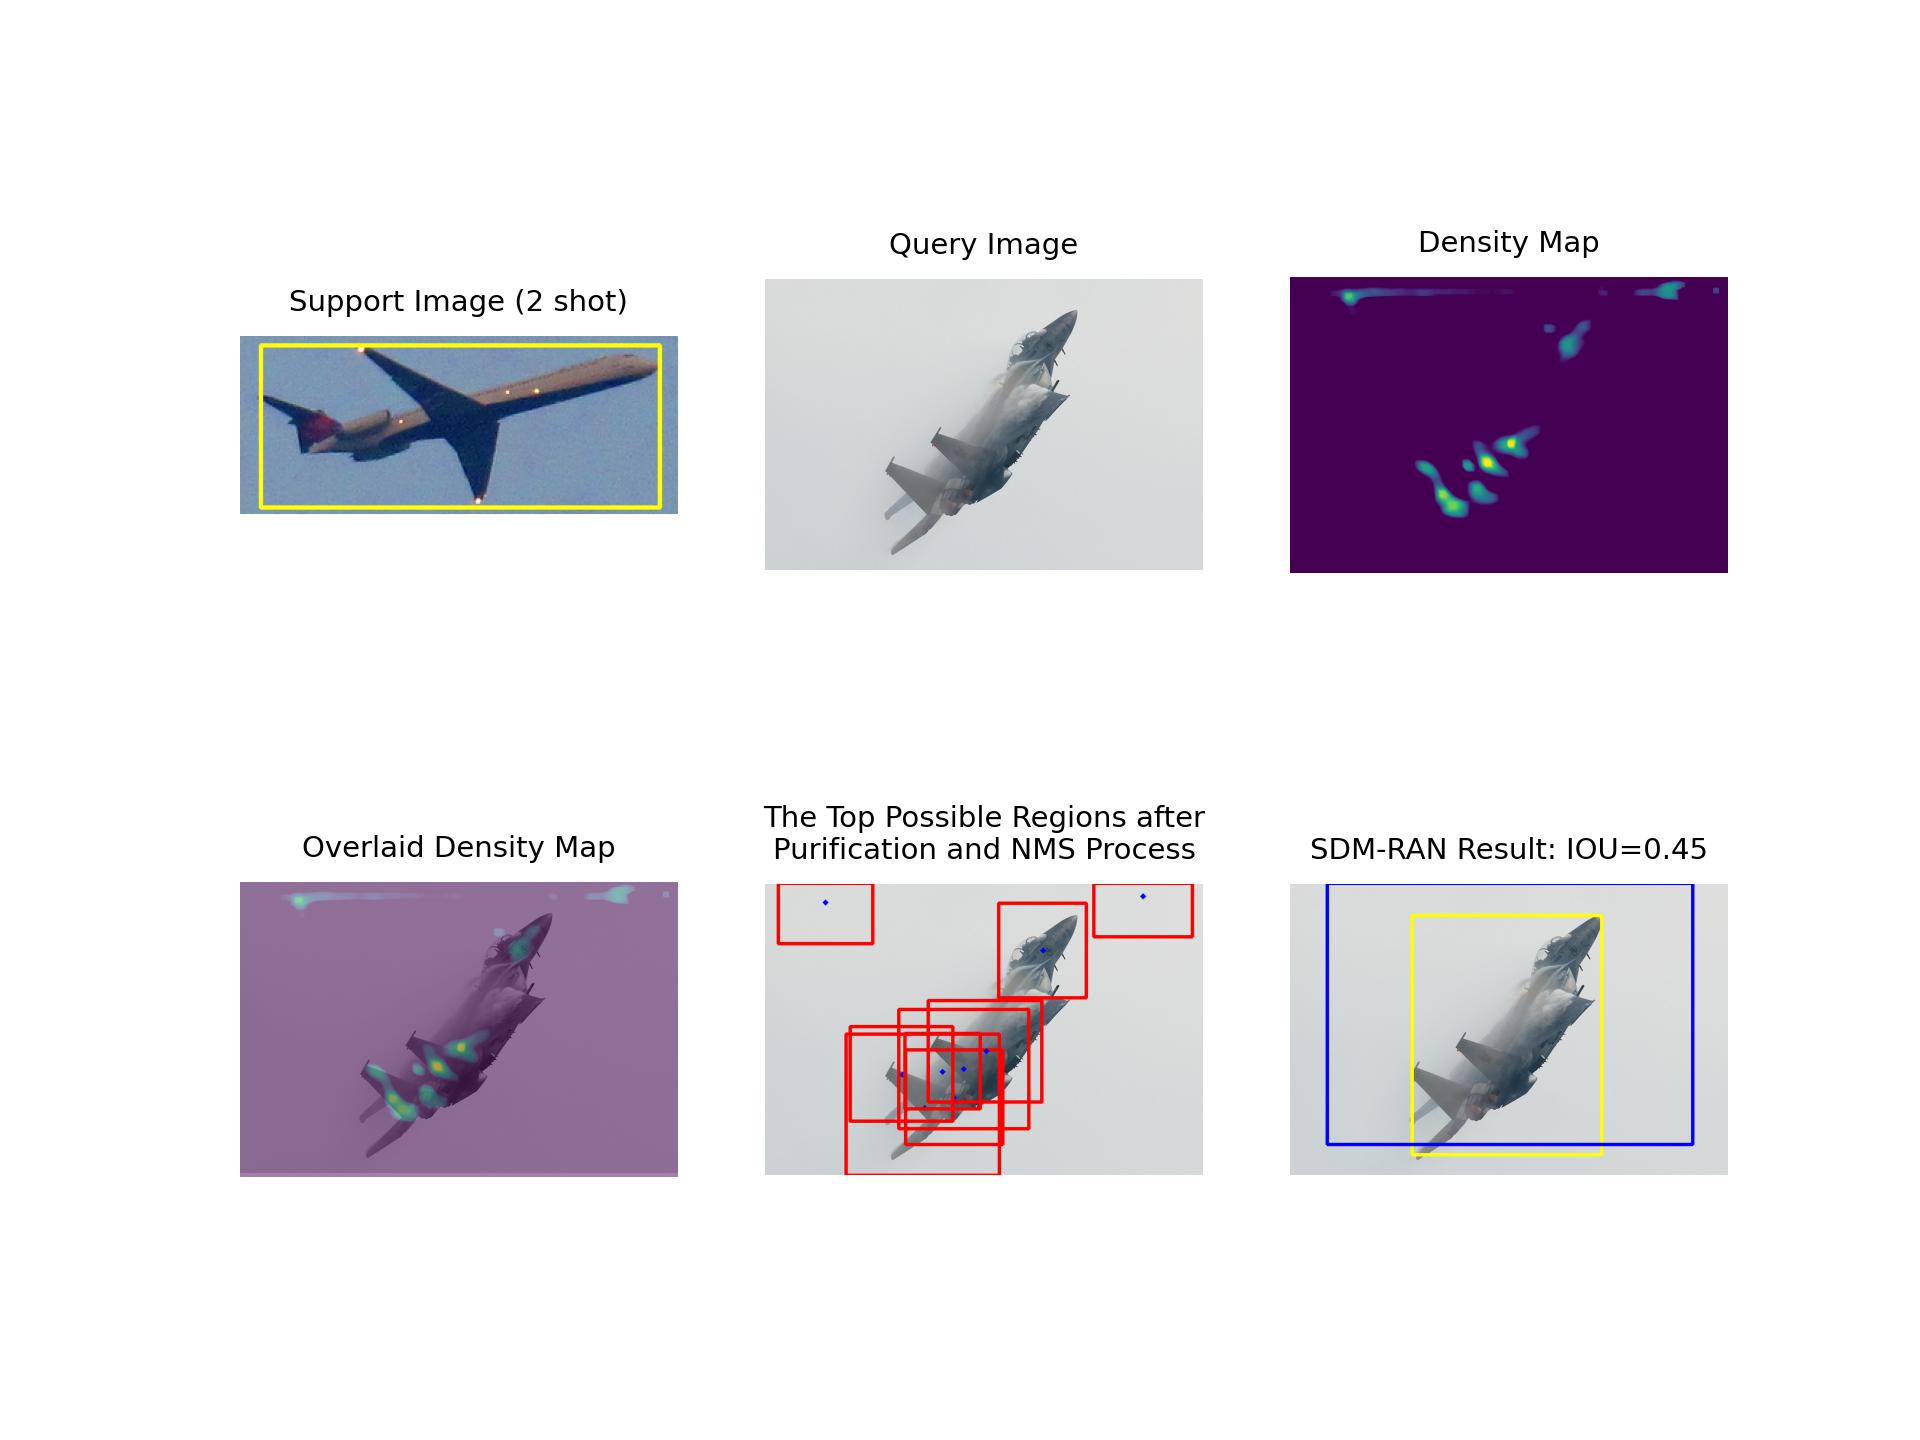 Support Image (2 shot)
Query Image
Density Map
Overlaid Density Map
The Top Possible Regions after
Purification and NMS Process
SDM-RAN Result: IOU=0.45